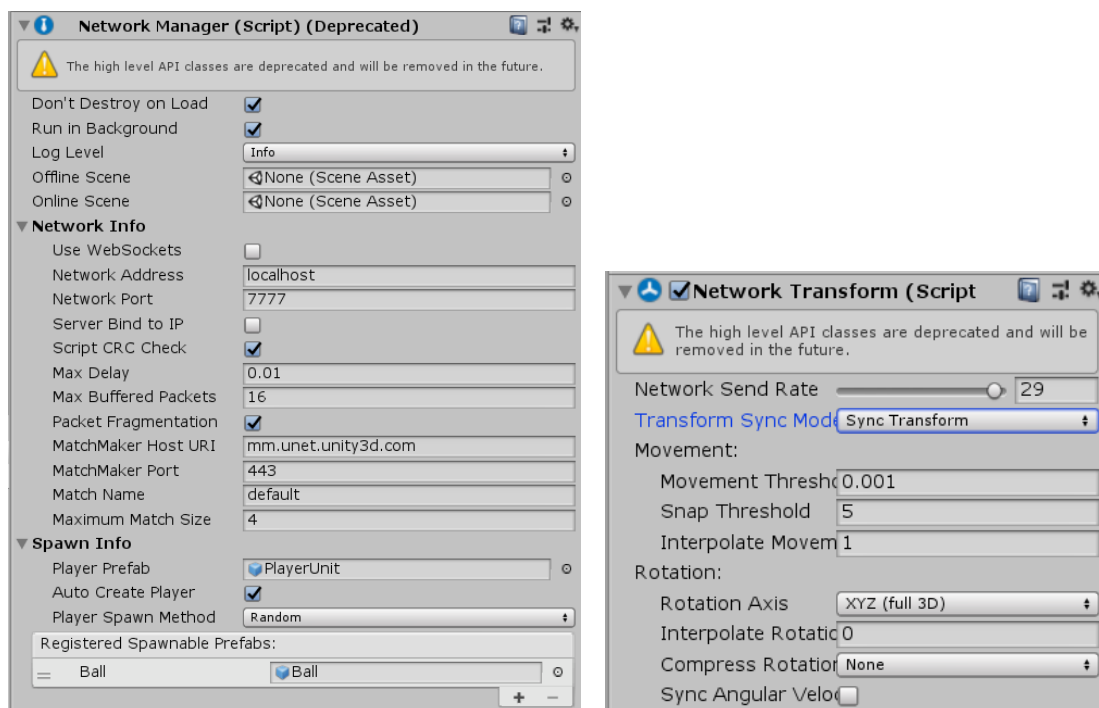 Network Manager (Script) (Deprecated)
The high level API classes are deprecated and will be removed in the future.
Don't Destroy on Load
Run in Background
Log Level Info
Offline Scene None (Scene Asset)
Online Scene None (Scene Asset)
Network Info
Use WebSockets
Network Address localhost
Network Port 7777
Server Bind to IP
Script CRC Check
Max Delay 0.01
Max Buffered Packets 16
Packet Fragmentation
MatchMaker Host URI mm.unet.unity3d.com
MatchMaker Port 443
Match Name default
Maximum Match Size 4
Spawn Info
Player Prefab PlayerUnit
Auto Create Player
Player Spawn Method Random
Registered Spawnable Prefabs:
Ball Ball
Network Transform (Script
The high level API classes are deprecated and will be
removed in the future.
Network Send Rate 29
Transform Sync Mode Sync Transform
Movement:
Movement Thresho 0.001
Snap Threshold 5
Interpolate Movem 1
Rotation:
Rotation Axis XYZ (full 3D)
Interpolate Rotatio 0
Compress Rotation None
Sync Angular Velo